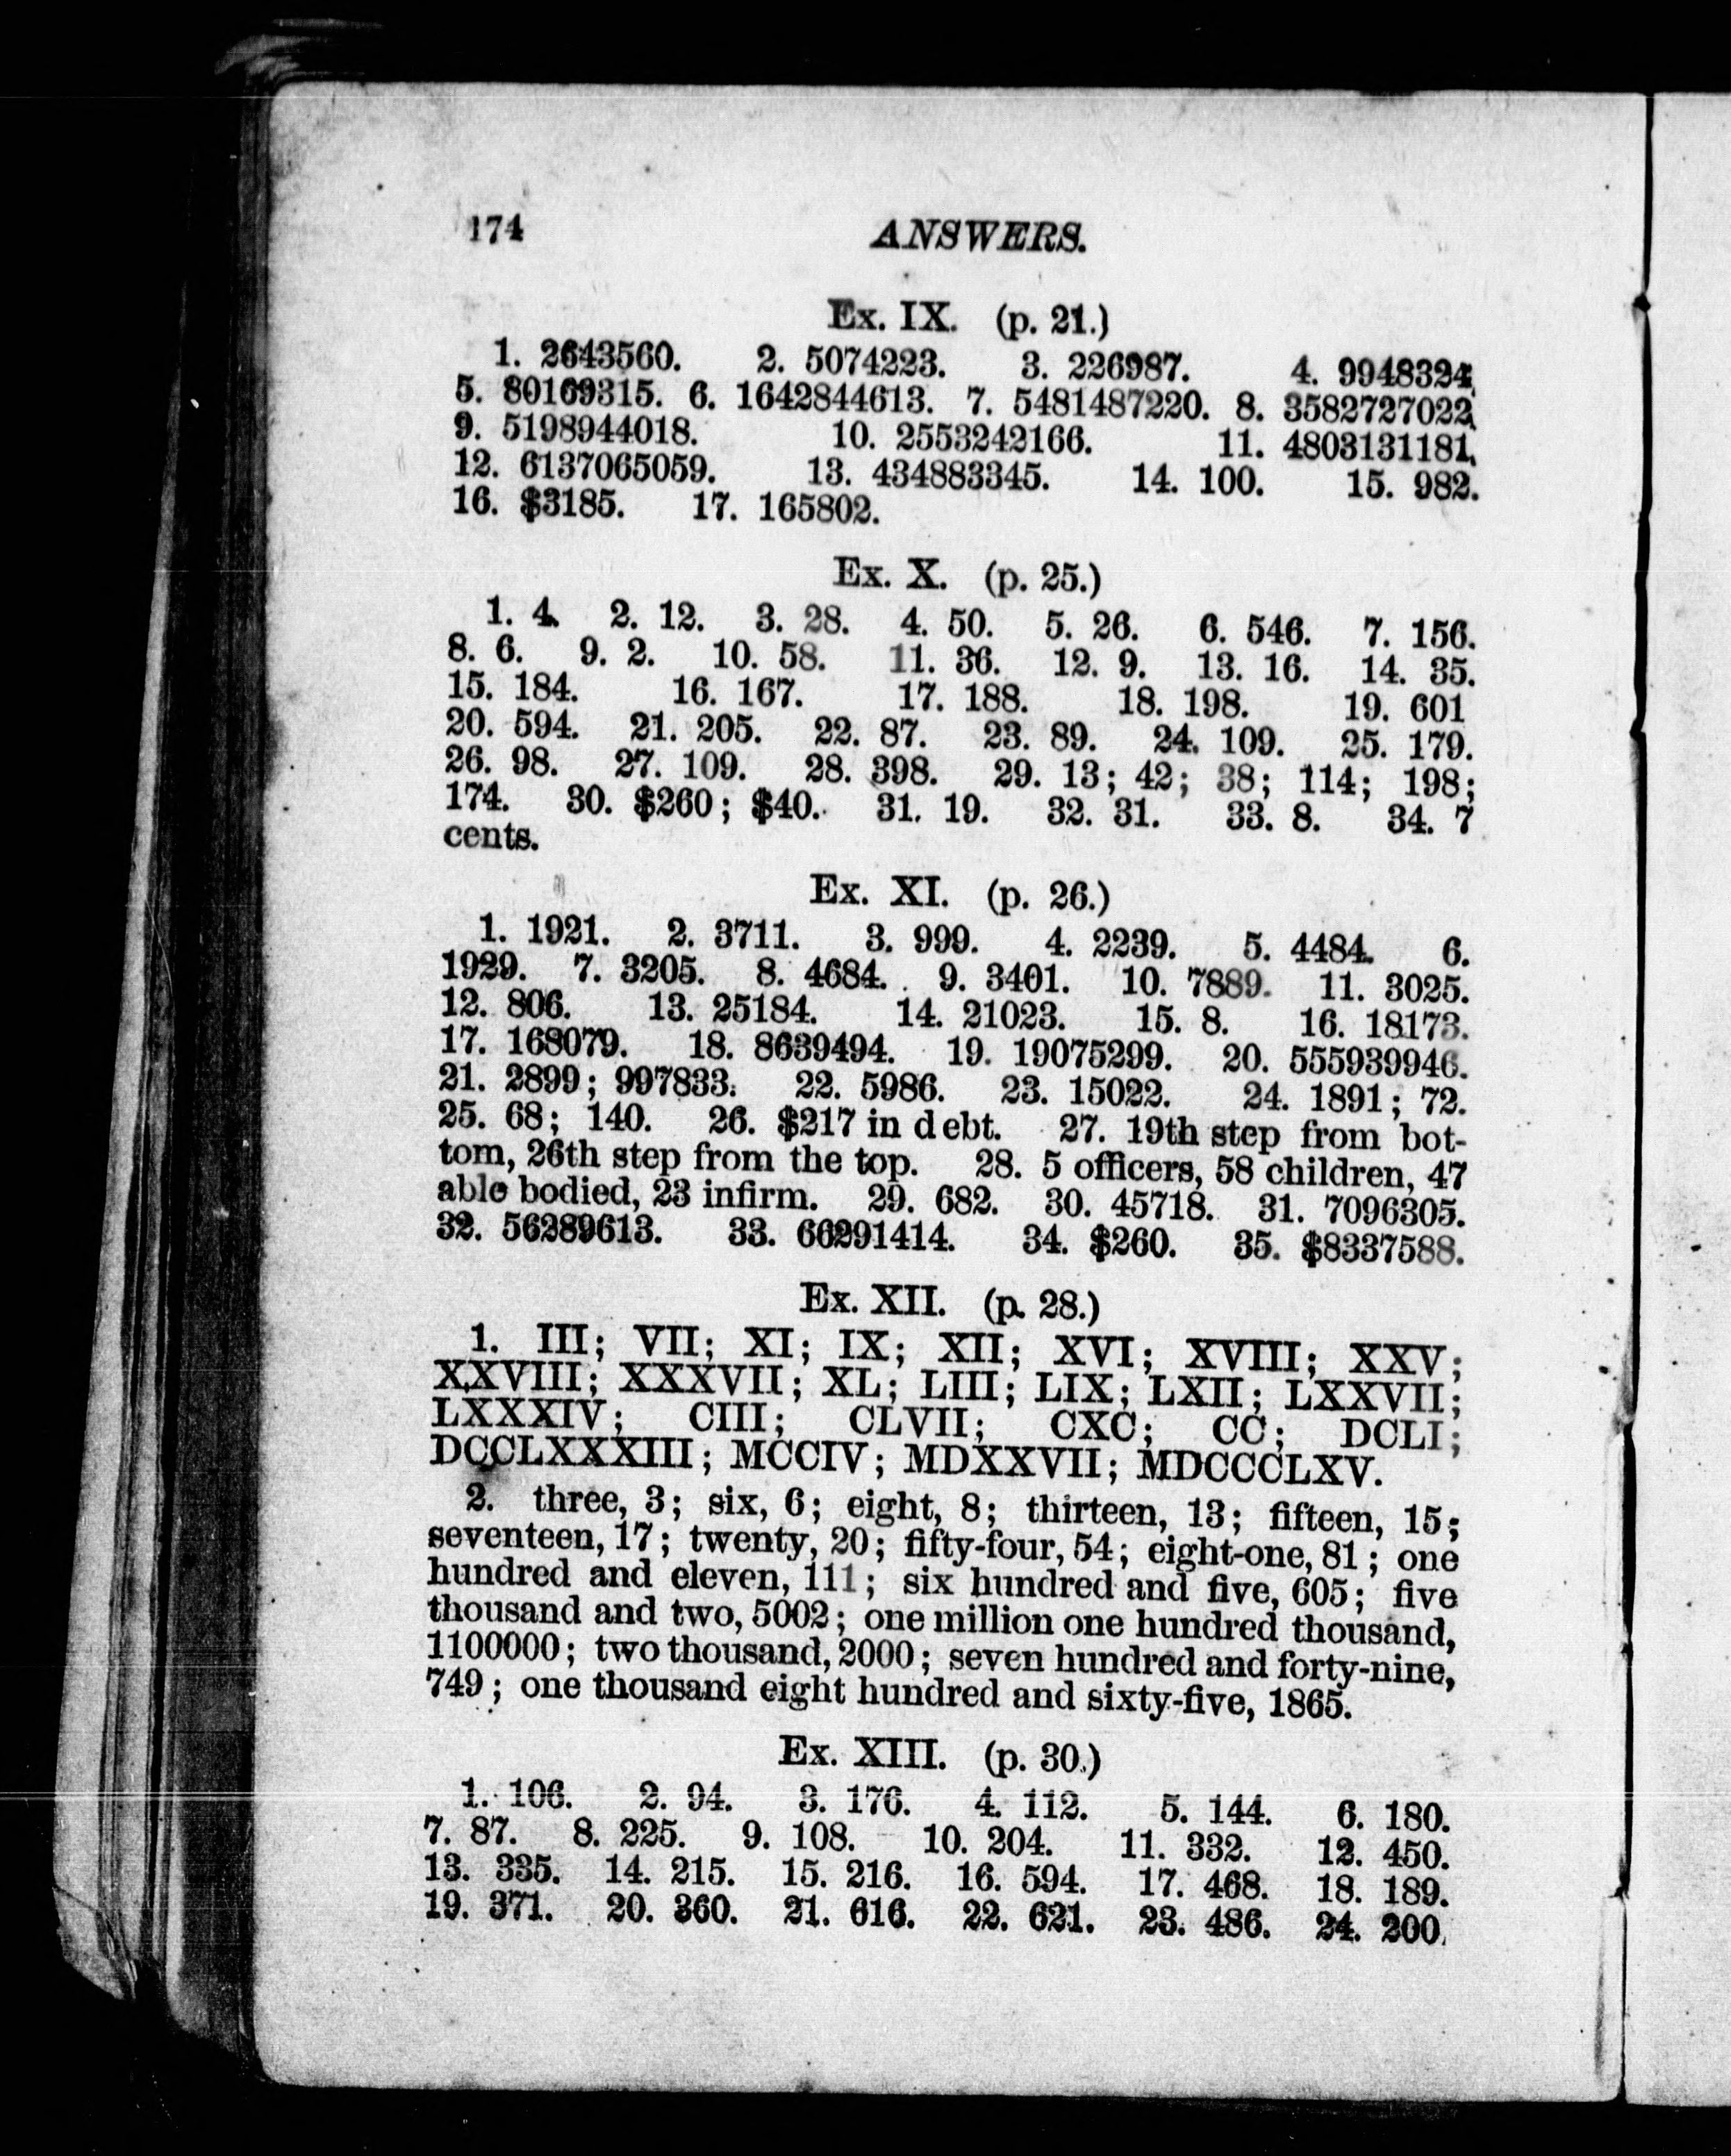 174
ANSWERS.
Ex. IX. (p. 21.)
1. 2643560. 2. 5074223. 3. 226987. 4. 9948324
5. 80169315. 6. 1642844613. 7. 5481487220. 8. 3582727022
9. 5198944018. 10. 2553242166. 11. 4803131181.
12. 6137065059. 13. 434883345. 14. 100. 15. 982.
16. $3185. 17. 165802.
Ex. X. (p. 25.)
1. 4. 2. 12. 3. 28. 4. 50. 5. 26. 6. 546. 7. 156.
8. 6. 9. 2. 10. 58. 11. 36. 12. 9. 13. 16. 14. 35.
15. 184. 16. 167. 17. 188. 18. 198. 19. 601
20. 594. 21. 205. 22. 87. 23. 89. 24. 109. 25. 179.
26. 98. 27. 109. 28. 398. 29. 13; 42; 38; 114; 198;
174. 30. $260; $40. 31. 19. 32. 31. 33. 8. 34. 7
cents.
Ex. XI. (p. 26.)
1. 1921. 2. 3711. 3. 999. 4. 2239. 5. 4484. 6.
1929. 7. 3205. 8. 4684. 9. 3401. 10. 7889. 11. 3025.
12. 806. 13. 25184. 14. 21023. 15. 8. 16. 18173.
17. 168079. 18. 8639494. 19. 19075299. 20. 555939946.
21. 2899; 997833. 22. 5986. 23. 15022. 24. 1891; 72.
25. 68; 140. 26. $217 in debt. 27. 19th step from bot-
tom, 26th step from the top. 28. 5 officers, 58 children, 47
able bodied, 23 infirm. 29. 682. 30. 45718. 31. 7096305.
32. 56289613. 33. 66291414. 34. $260. 35. $8337588.
Ex. XII. (p. 28.)
1. III; VII; XI; IX; XII; XVI; XVIII; XXV;
XXVIII; XXXVII; XL; LIII; LIX; LXII; LXXVII;
LXXXIV; CIII; CLVII; CXC; CC; DCLI;
DCCLXXXIII; MCCIV; MDXXVII; MDCCCLXV.
2. three, 3; six, 6; eight, 8; thirteen, 13; fifteen, 15;
seventeen, 17; twenty, 20; fifty-four, 54; eight-one, 81; one
hundred and eleven, 111; six hundred and five, 605; five
thousand and two, 5002; one million one hundred thousand,
1100000; two thousand, 2000; seven hundred and forty-nine,
749; one thousand eight hundred and sixty-five, 1865.
Ex. XIII. (p. 30.)
1. 106. 2. 94. 3. 176. 4. 112. 5. 144. 6. 180.
7. 87. 8. 225. 9. 108. 10. 204. 11. 332. 12. 450.
13. 335. 14. 215. 15. 216. 16. 594. 17. 468. 18. 189.
19. 371. 20. 360. 21. 616. 22. 621. 23. 486. 24. 200.